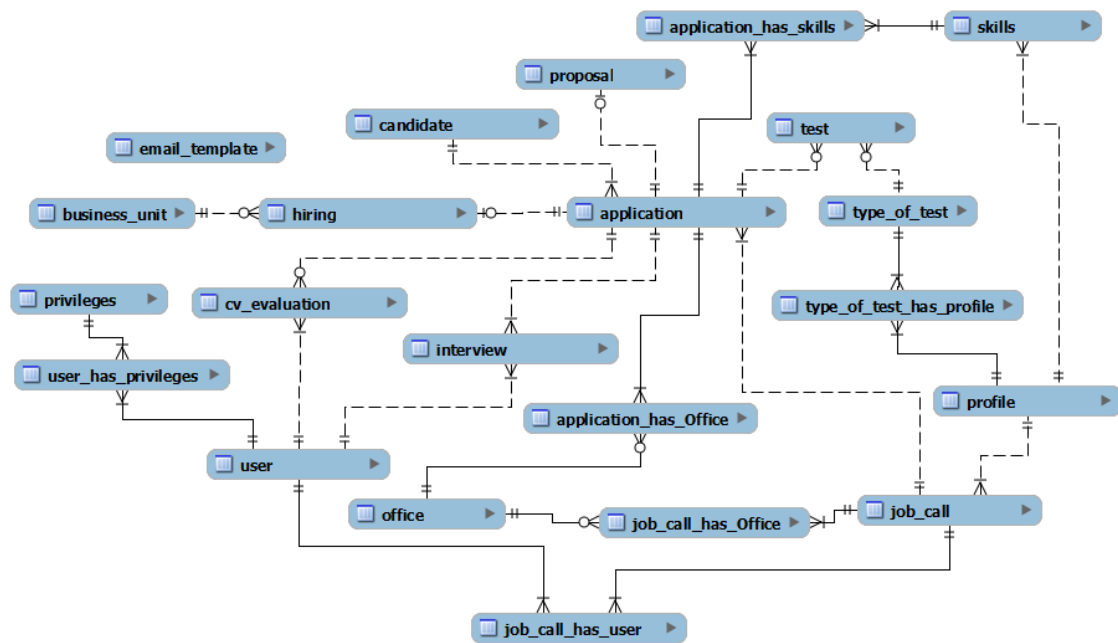 application_has_skills
skills
proposal
candidate
test
email_template
business_unit
hiring
application
type_of_test
privileges
cv_evaluation
type_of_test_has_profile
interview
user_has_privileges
application_has_Office
profile
user
office
job_call_has_Office
job_call
job_call_has_user